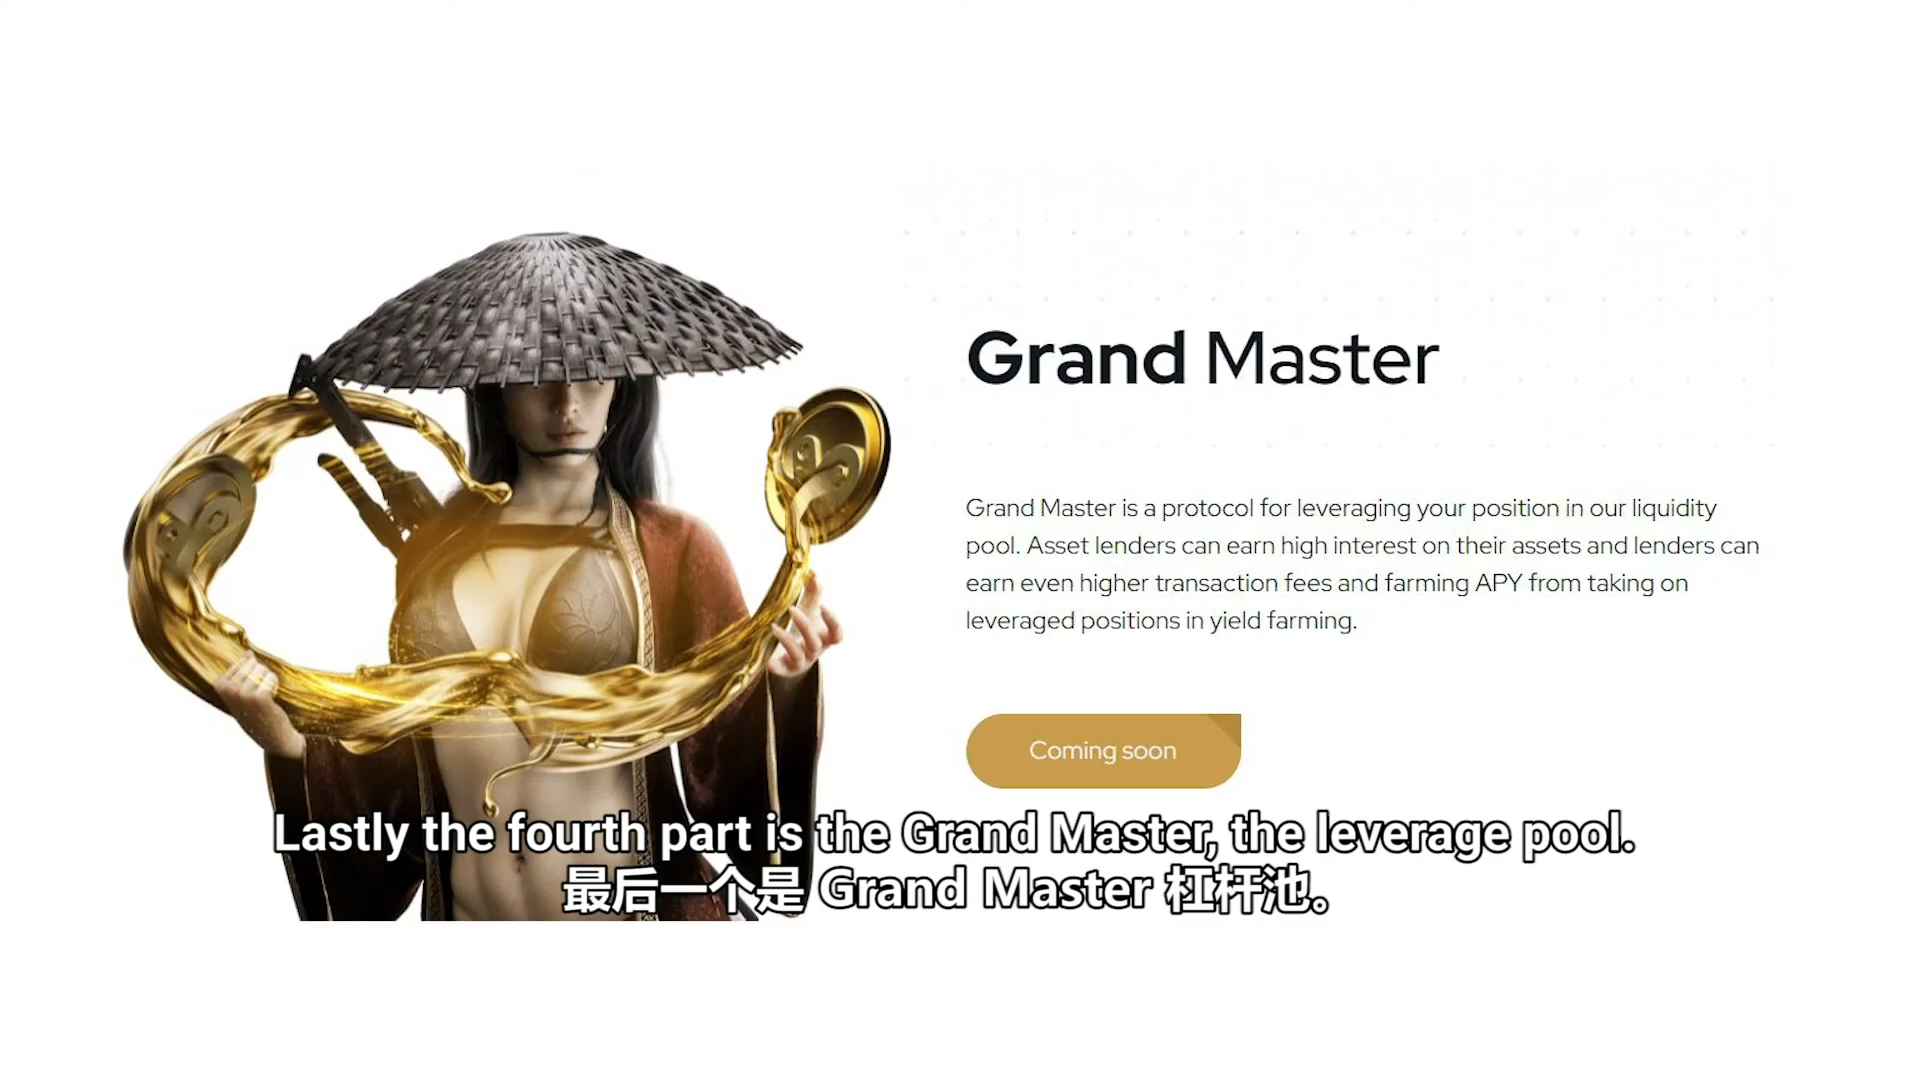 Grand Master
Grand Master is a protocol for leveraging your position in our liquidity
pool. Asset lenders can earn high interest on their assets and lenders can
earn even higher transaction fees and farming APY from taking on
leveraged positions in yield farming.
Coming soon
Lastly the fourth part is the Grand Master, the leverage pool.
最后一个是 Grand Master 杠杆池。